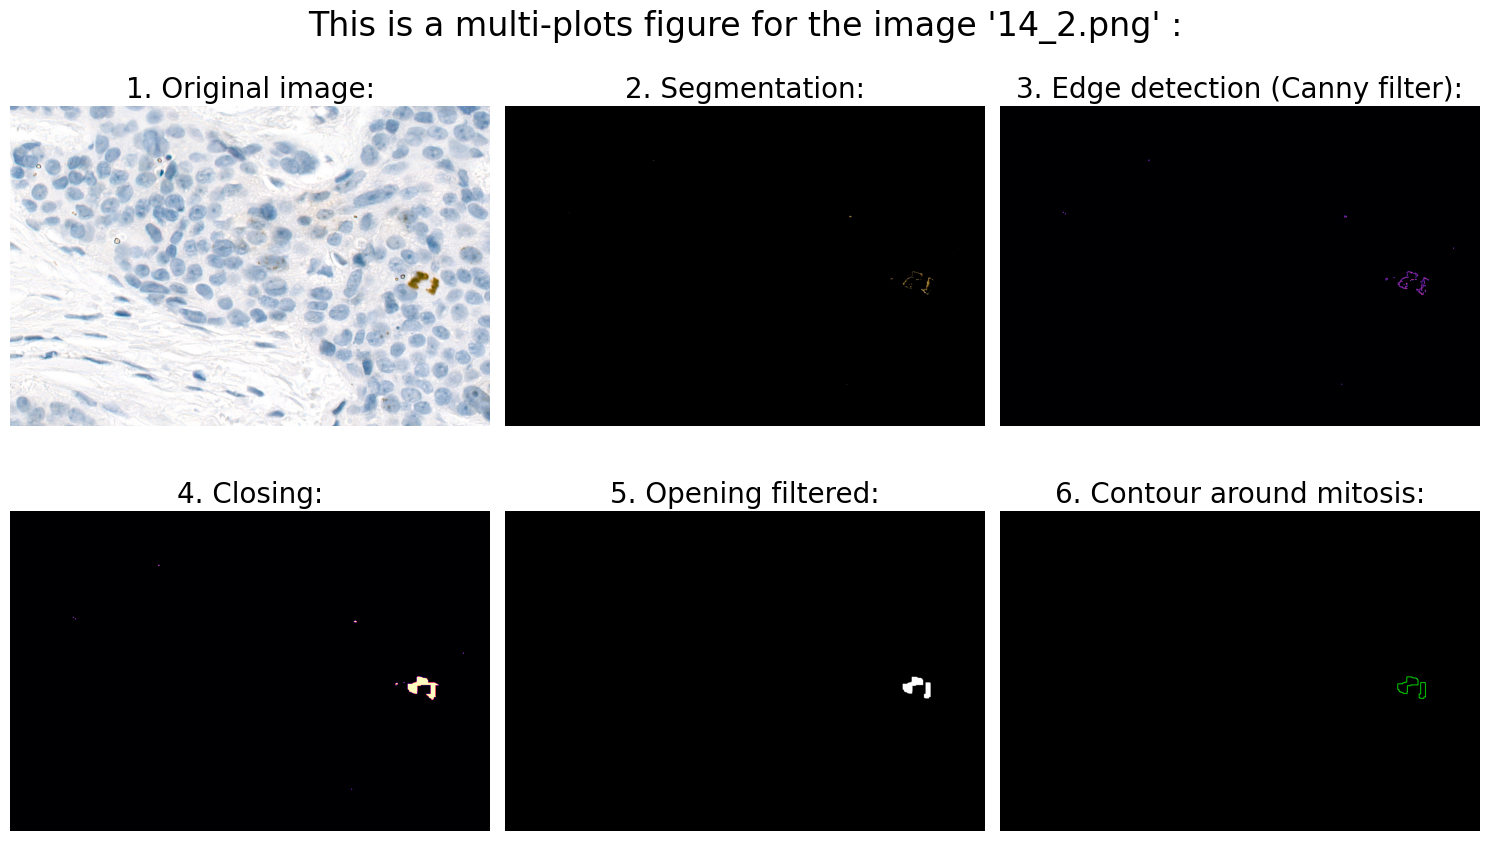 This is a multi-plots figure for the image '14_2.png' :
1. Original image:
2. Segmentation:
3. Edge detection (Canny filter):
4. Closing:
5. Opening filtered:
6. Contour around mitosis: